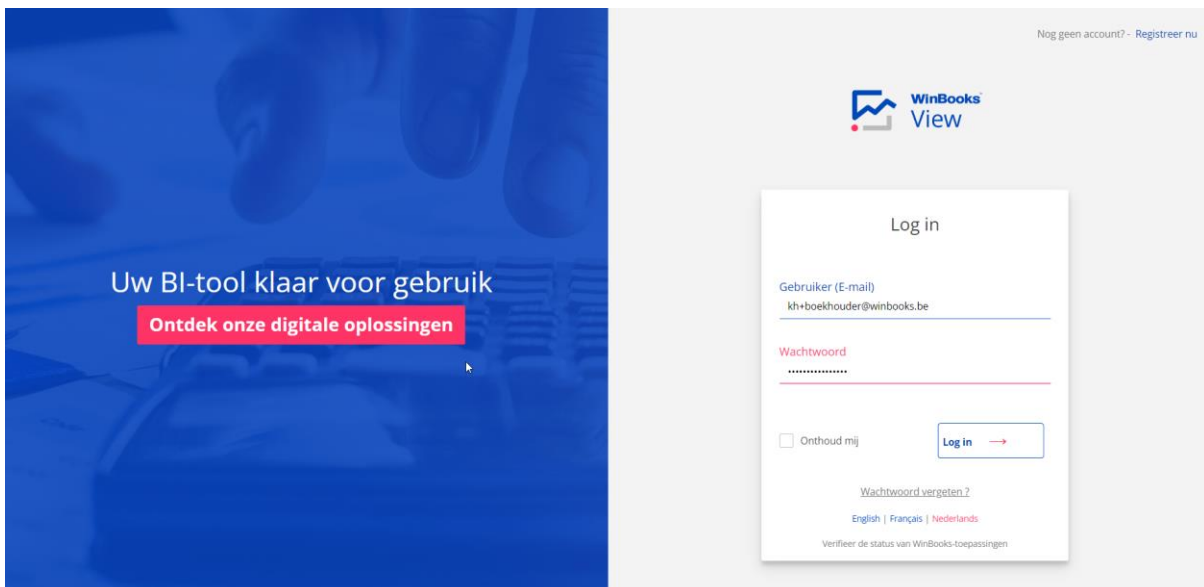 Nog geen account? - Registreer nu
WinBooks
View
Uw BI-tool klaar voor gebruik
Ontdek onze digitale oplossingen
Log in
Gebruiker (E-mail)
kh+boekhouder@winbooks.be
Wachtwoord
••••••••••••••••
Onthoud mij
Log in
Wachtwoord vergeten ?
English | Français | Nederlands
Verifieer de status van WinBooks-toepassingen